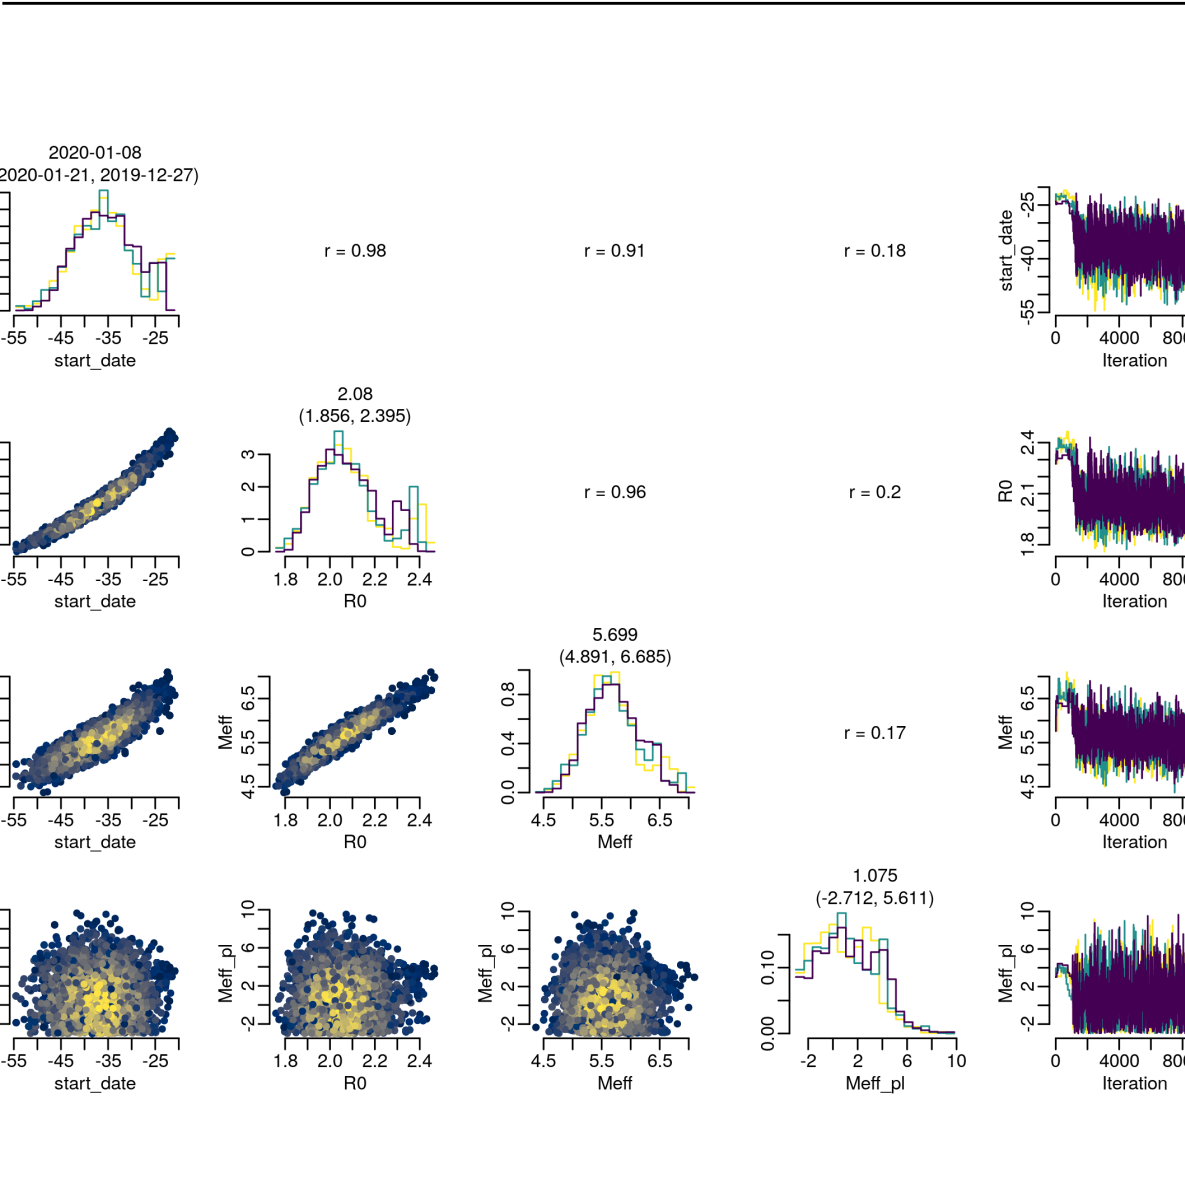 2020-01-08
2020-01-21, 2019-12-27)
-55 -45 -35 -25
start_date
r = 0.98
r = 0.91
r = 0.18
start_date
-25
-40
-55
0 4000
Iteration
-55 -45 -35 -25
start_date
2.08
(1.856, 2.395)
3
2
1
0
1.8 2.0 2.2 2.4
R0
r = 0.96
r = 0.2
R0
2.4
2.1
1.8
0 4000
Iteration
-55 -45 -35 -25
start_date
Meff
6.5
5.5
4.5
1.8 2.0 2.2 2.4
R0
5.699
(4.891, 6.685)
0.8
0.4
0.0
4.5 5.5 6.5
Meff
r = 0.17
Meff
6.5
5.5
4.5
0 4000
Iteration
-55 -45 -35 -25
start_date
Meff_pl
10
6
2
-2
1.8 2.0 2.2 2.4
R0
Meff_pl
10
6
2
-2
4.5 5.5 6.5
Meff
1.075
(-2.712, 5.611)
0.10
0.00
-2 2 6 10
Meff_pl
Meff_pl
10
6
2
-2
0 4000
Iteration